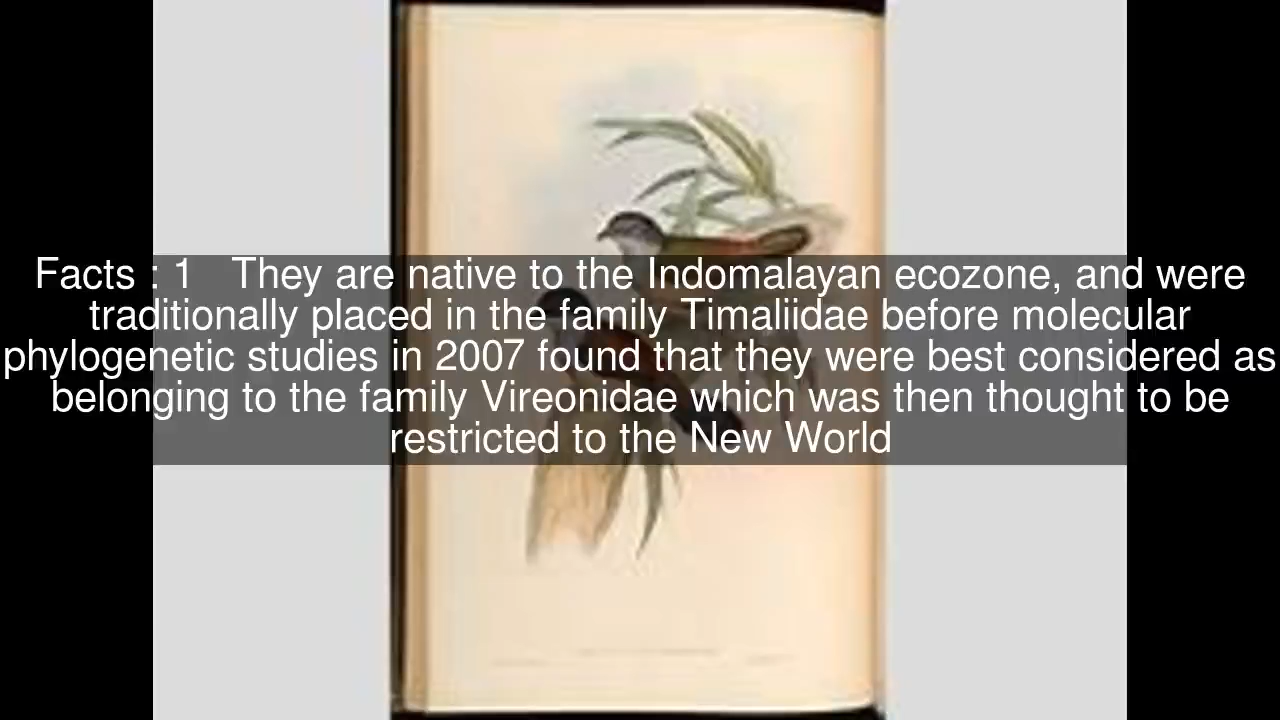 Facts : 1   They are native to the Indomalayan ecozone, and were
traditionally placed in the family Timaliidae before molecular
phylogenetic studies in 2007 found that they were best considered as
belonging to the family Vireonidae which was then thought to be
restricted to the New World